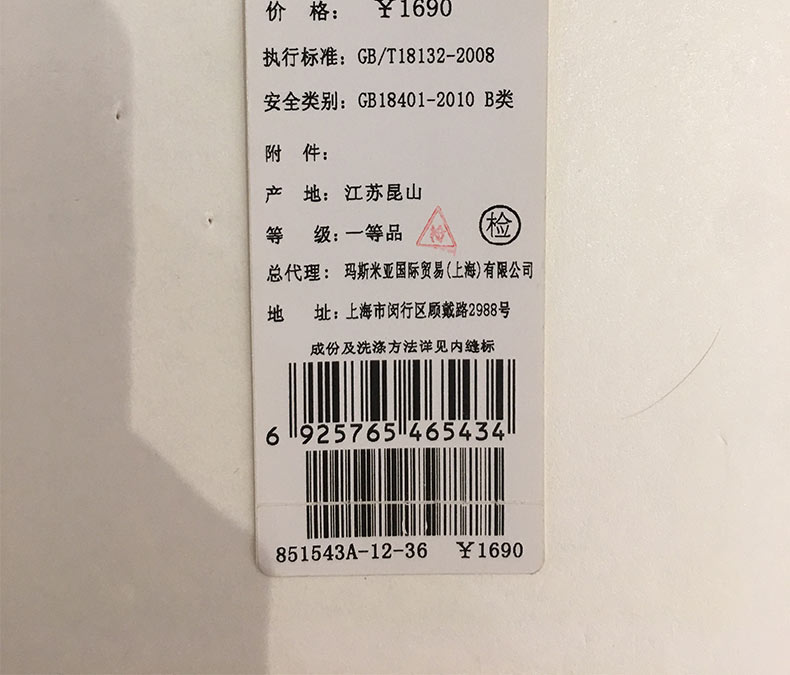 价 格: ¥1690
执行标准: GB/T18132-2008
安全类别: GB18401-2010 B类
附 件:
产 地: 江苏昆山
等 级: 一等品 检
总代理: 玛斯米亚国际贸易(上海)有限公司
地 址: 上海市闵行区顾戴路2988号
成份及洗涤方法详见内缝标
6 925765 465434
851543A-12-36 ¥1690